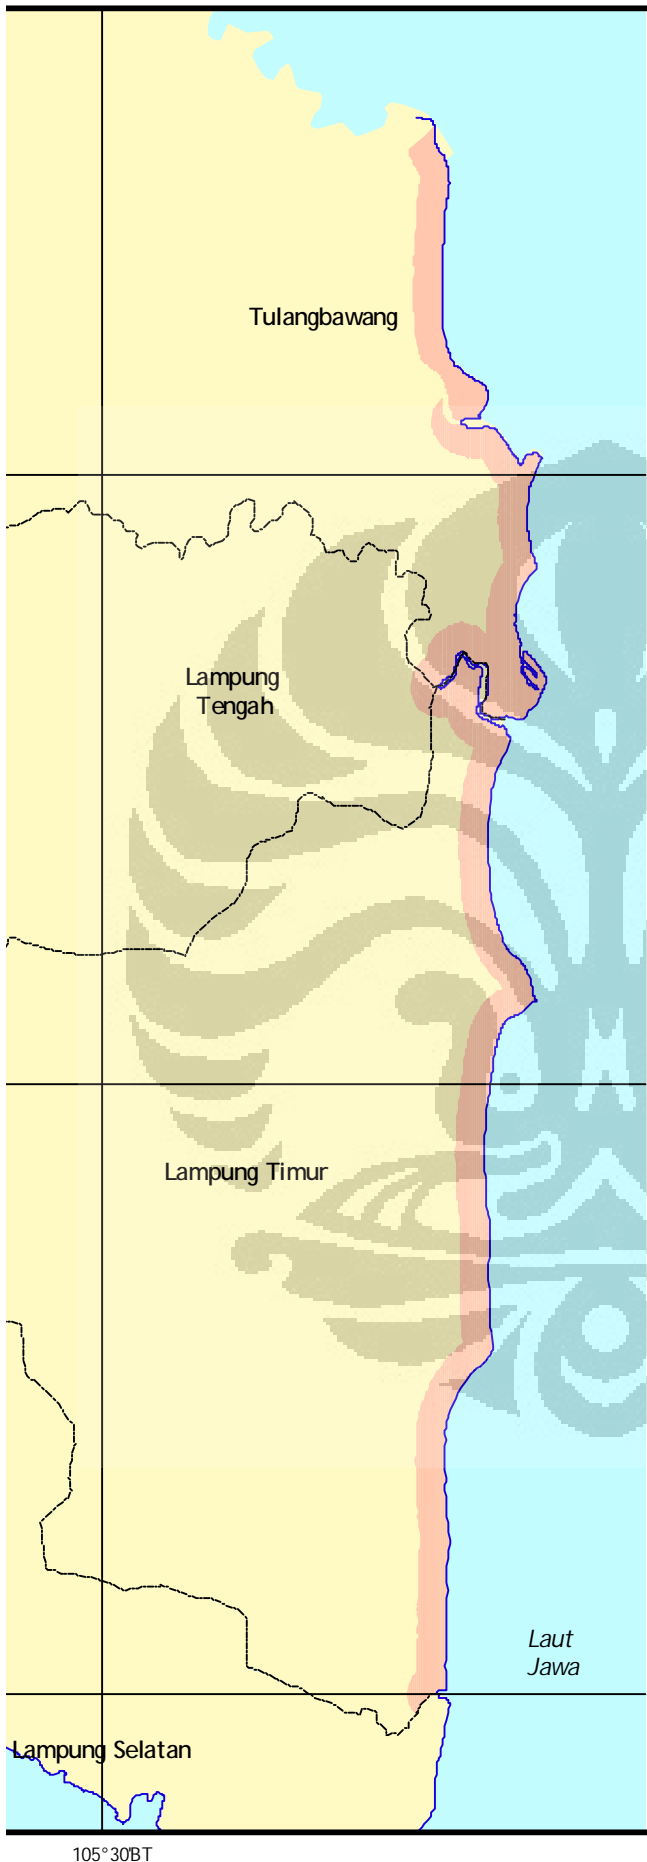 Tulangbawang
Lampung
Tengah
Lampung Timur
Laut
Jawa
Lampung Selatan
105°30'BT